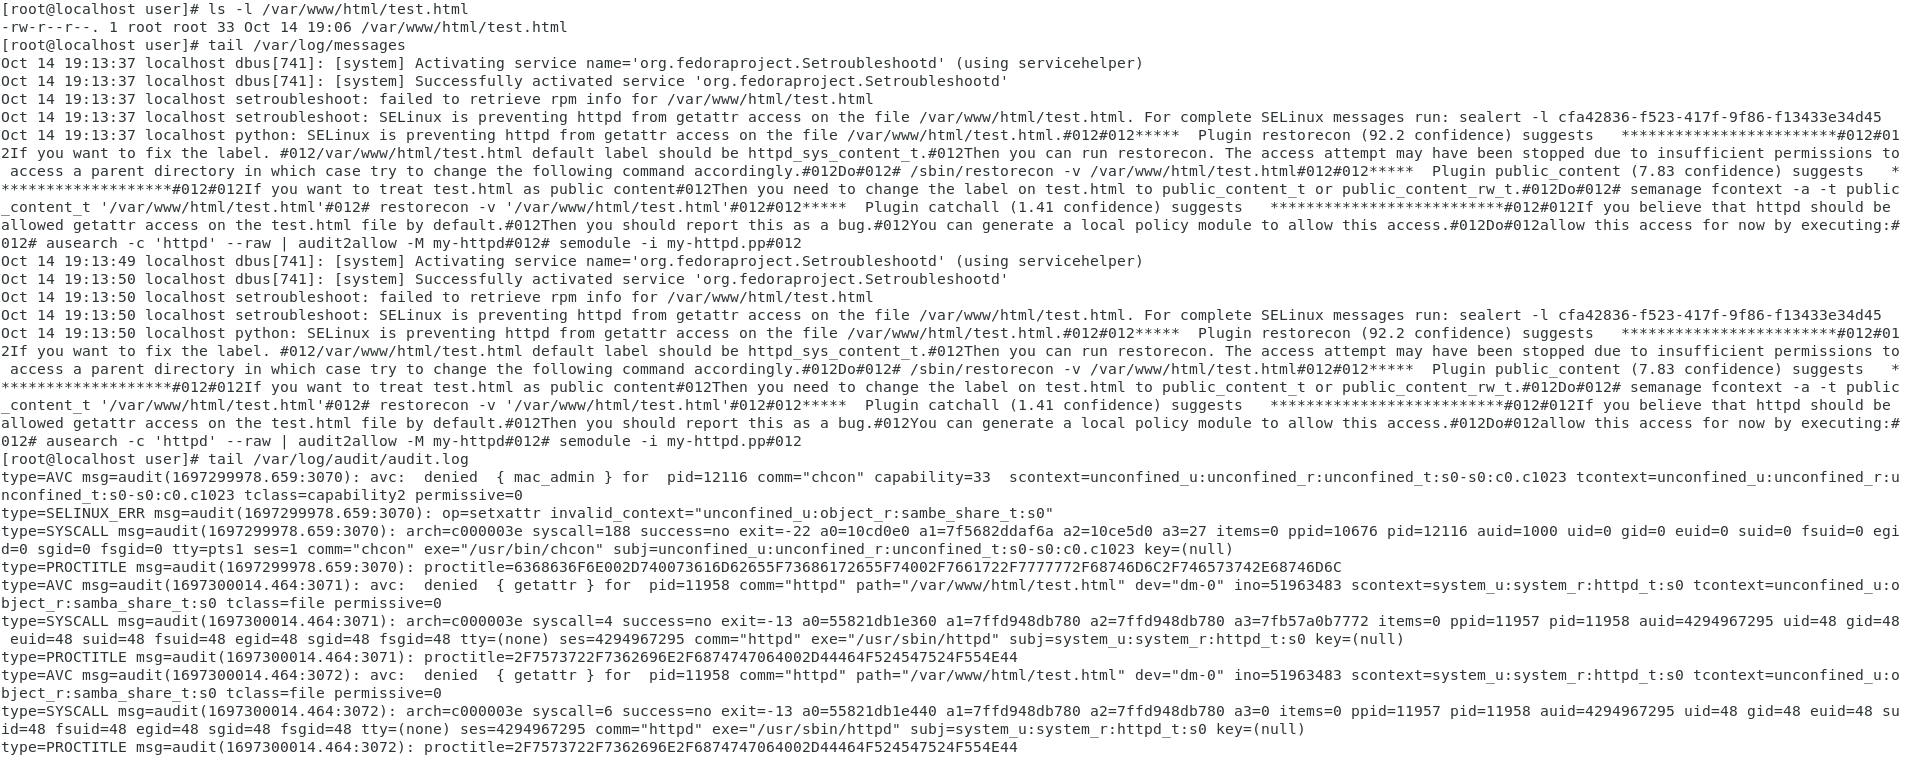 [root@localhost user]# ls -l /var/www/html/test.html
-rw-r--r--. 1 root root 33 Oct 14 19:06 /var/www/html/test.html
[root@localhost user]# tail /var/log/messages
Oct 14 19:13:37 localhost dbus[741]: [system] Activating service name='org.fedoraproject.Setroubleshootd' (using servicehelper)
Oct 14 19:13:37 localhost dbus[741]: [system] Successfully activated service 'org.fedoraproject.Setroubleshootd'
Oct 14 19:13:37 localhost setroubleshoot: failed to retrieve rpm info for /var/www/html/test.html
Oct 14 19:13:37 localhost setroubleshoot: SELinux is preventing httpd from getattr access on the file /var/www/html/test.html. For complete SELinux messages run: sealert -l cfa42836-f523-417f-9f86-f13433e34d45
Oct 14 19:13:37 localhost python: SELinux is preventing httpd from getattr access on the file /var/www/html/test.html.#012#012*****  Plugin restorecon (92.2 confidence) suggests   ************************#012#01
2If you want to fix the label. #012/var/www/html/test.html default label should be httpd_sys_content_t.#012Then you can run restorecon. The access attempt may have been stopped due to insufficient permissions to
 access a parent directory in which case try to change the following command accordingly.#012Do#012# /sbin/restorecon -v /var/www/html/test.html#012#012*****  Plugin public_content (7.83 confidence) suggests   *
*******************#012#012If you want to treat test.html as public content#012Then you need to change the label on test.html to public_content_t or public_content_rw_t.#012Do#012# semanage fcontext -a -t public
_content_t '/var/www/html/test.html'#012# restorecon -v '/var/www/html/test.html'#012#012*****  Plugin catchall (1.41 confidence) suggests   **************************#012#012If you believe that httpd should be
allowed getattr access on the test.html file by default.#012Then you should report this as a bug.#012You can generate a local policy module to allow this access.#012Do#012allow this access for now by executing:#
012# ausearch -c 'httpd' --raw | audit2allow -M my-httpd#012# semodule -i my-httpd.pp#012
Oct 14 19:13:49 localhost dbus[741]: [system] Activating service name='org.fedoraproject.Setroubleshootd' (using servicehelper)
Oct 14 19:13:50 localhost dbus[741]: [system] Successfully activated service 'org.fedoraproject.Setroubleshootd'
Oct 14 19:13:50 localhost setroubleshoot: failed to retrieve rpm info for /var/www/html/test.html
Oct 14 19:13:50 localhost setroubleshoot: SELinux is preventing httpd from getattr access on the file /var/www/html/test.html. For complete SELinux messages run: sealert -l cfa42836-f523-417f-9f86-f13433e34d45
Oct 14 19:13:50 localhost python: SELinux is preventing httpd from getattr access on the file /var/www/html/test.html.#012#012*****  Plugin restorecon (92.2 confidence) suggests   ************************#012#01
2If you want to fix the label. #012/var/www/html/test.html default label should be httpd_sys_content_t.#012Then you can run restorecon. The access attempt may have been stopped due to insufficient permissions to
 access a parent directory in which case try to change the following command accordingly.#012Do#012# /sbin/restorecon -v /var/www/html/test.html#012#012*****  Plugin public_content (7.83 confidence) suggests   *
*******************#012#012If you want to treat test.html as public content#012Then you need to change the label on test.html to public_content_t or public_content_rw_t.#012Do#012# semanage fcontext -a -t public
_content_t '/var/www/html/test.html'#012# restorecon -v '/var/www/html/test.html'#012#012*****  Plugin catchall (1.41 confidence) suggests   **************************#012#012If you believe that httpd should be
allowed getattr access on the test.html file by default.#012Then you should report this as a bug.#012You can generate a local policy module to allow this access.#012Do#012allow this access for now by executing:#
012# ausearch -c 'httpd' --raw | audit2allow -M my-httpd#012# semodule -i my-httpd.pp#012
[root@localhost user]# tail /var/log/audit/audit.log
type=AVC msg=audit(1697299978.659:3070): avc:  denied  { mac_admin } for  pid=12116 comm="chcon" capability=33  scontext=unconfined_u:unconfined_r:unconfined_t:s0-s0:c0.c1023 tcontext=unconfined_u:unconfined_r:u
nconfined_t:s0-s0:c0.c1023 tclass=capability2 permissive=0
type=SELINUX_ERR msg=audit(1697299978.659:3070): op=setxattr invalid_context="unconfined_u:object_r:sambe_share_t:s0"
type=SYSCALL msg=audit(1697299978.659:3070): arch=c000003e syscall=188 success=no exit=-22 a0=10cd0e0 a1=7f5682ddaf6a a2=10ce5d0 a3=27 items=0 ppid=10676 pid=12116 auid=1000 uid=0 gid=0 euid=0 suid=0 fsuid=0 egi
d=0 sgid=0 fsgid=0 tty=pts1 ses=1 comm="chcon" exe="/usr/bin/chcon" subj=unconfined_u:unconfined_r:unconfined_t:s0-s0:c0.c1023 key=(null)
type=PROCTITLE msg=audit(1697299978.659:3070): proctitle=6368636F6E002D740073616D62655F73686172655F74002F7661722F7777772F68746D6C2F746573742E68746D6C
type=AVC msg=audit(1697300014.464:3071): avc:  denied  { getattr } for  pid=11958 comm="httpd" path="/var/www/html/test.html" dev="dm-0" ino=51963483 scontext=system_u:system_r:httpd_t:s0 tcontext=unconfined_u:o
bject_r:samba_share_t:s0 tclass=file permissive=0
type=SYSCALL msg=audit(1697300014.464:3071): arch=c000003e syscall=4 success=no exit=-13 a0=55821db1e360 a1=7ffd948db780 a2=7ffd948db780 a3=7fb57a0b7772 items=0 ppid=11957 pid=11958 auid=4294967295 uid=48 gid=48
 euid=48 suid=48 fsuid=48 egid=48 sgid=48 fsgid=48 tty=(none) ses=4294967295 comm="httpd" exe="/usr/sbin/httpd" subj=system_u:system_r:httpd_t:s0 key=(null)
type=PROCTITLE msg=audit(1697300014.464:3071): proctitle=2F7573722F7362696E2F6874747064002D44464F524547524F554E44
type=AVC msg=audit(1697300014.464:3072): avc:  denied  { getattr } for  pid=11958 comm="httpd" path="/var/www/html/test.html" dev="dm-0" ino=51963483 scontext=system_u:system_r:httpd_t:s0 tcontext=unconfined_u:o
bject_r:samba_share_t:s0 tclass=file permissive=0
type=SYSCALL msg=audit(1697300014.464:3072): arch=c000003e syscall=6 success=no exit=-13 a0=55821db1e440 a1=7ffd948db780 a2=7ffd948db780 a3=0 items=0 ppid=11957 pid=11958 auid=4294967295 uid=48 gid=48 euid=48 su
id=48 fsuid=48 egid=48 sgid=48 fsgid=48 tty=(none) ses=4294967295 comm="httpd" exe="/usr/sbin/httpd" subj=system_u:system_r:httpd_t:s0 key=(null)
type=PROCTITLE msg=audit(1697300014.464:3072): proctitle=2F7573722F7362696E2F6874747064002D44464F524547524F554E44